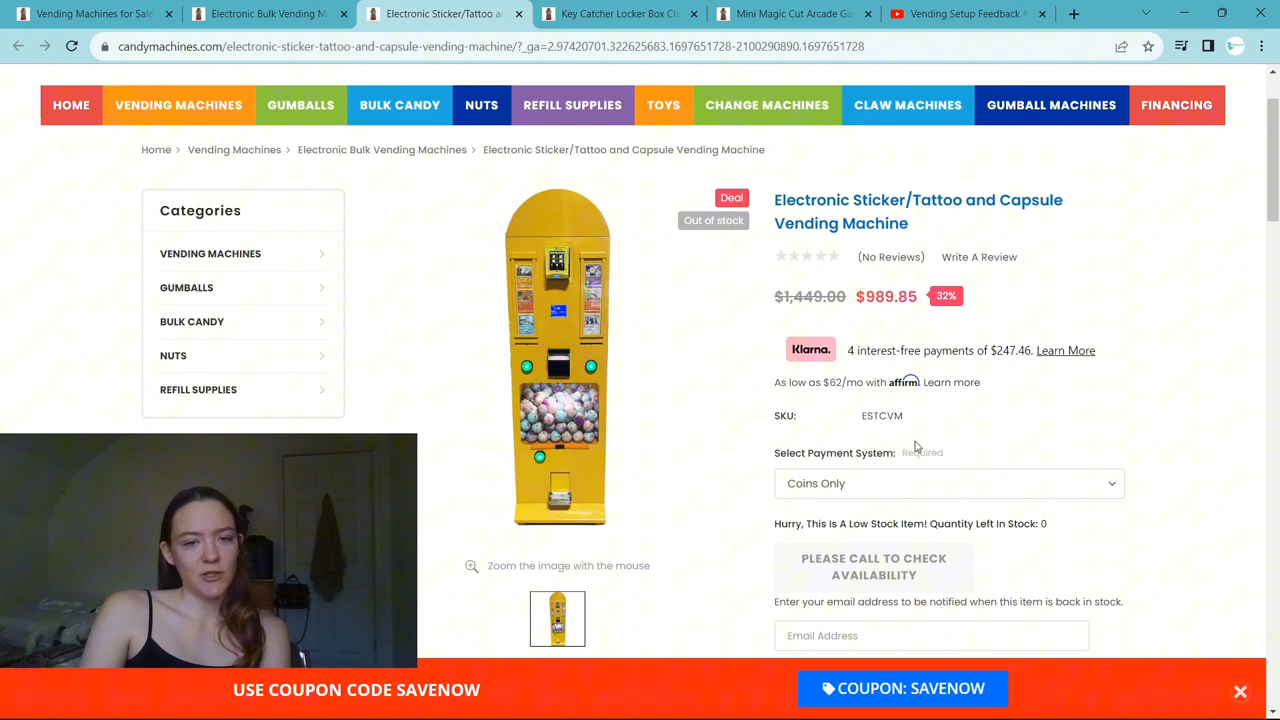 Vending Machines for Sale
Electronic Bulk Vending Machines
Electronic Sticker/Tattoo an
Key Catcher Locker Box Cl
Mini Magic Cut Arcade Ga
Vending Setup Feedback
candymachines.com/electronic-sticker-tattoo-and-capsule-vending-machine/?_ga=2.97420701.322625683.1697651728-2100290890.1697651728
HOME
VENDING MACHINES
GUMBALLS
BULK CANDY
NUTS
REFILL SUPPLIES
TOYS
CHANGE MACHINES
CLAW MACHINES
GUMBALL MACHINES
FINANCING
Home > Vending Machines > Electronic Bulk Vending Machines > Electronic Sticker/Tattoo and Capsule Vending Machine
Categories
VENDING MACHINES
GUMBALLS
BULK CANDY
NUTS
REFILL SUPPLIES
Deal
Out of stock
Zoom the image with the mouse
Electronic Sticker/Tattoo and Capsule
Vending Machine
(No Reviews) Write A Review
$1,449.00 $989.85 32%
Klarna. 4 interest-free payments of $247.46. Learn More
As low as $62/mo with affirm. Learn more
SKU: ESTCVM
Select Payment System: Required
Coins Only
Hurry, This Is A Low Stock Item! Quantity Left In Stock: 0
PLEASE CALL TO CHECK
AVAILABILITY
Enter your email address to be notified when this item is back in stock.
Email Address
USE COUPON CODE SAVENOW
COUPON: SAVENOW